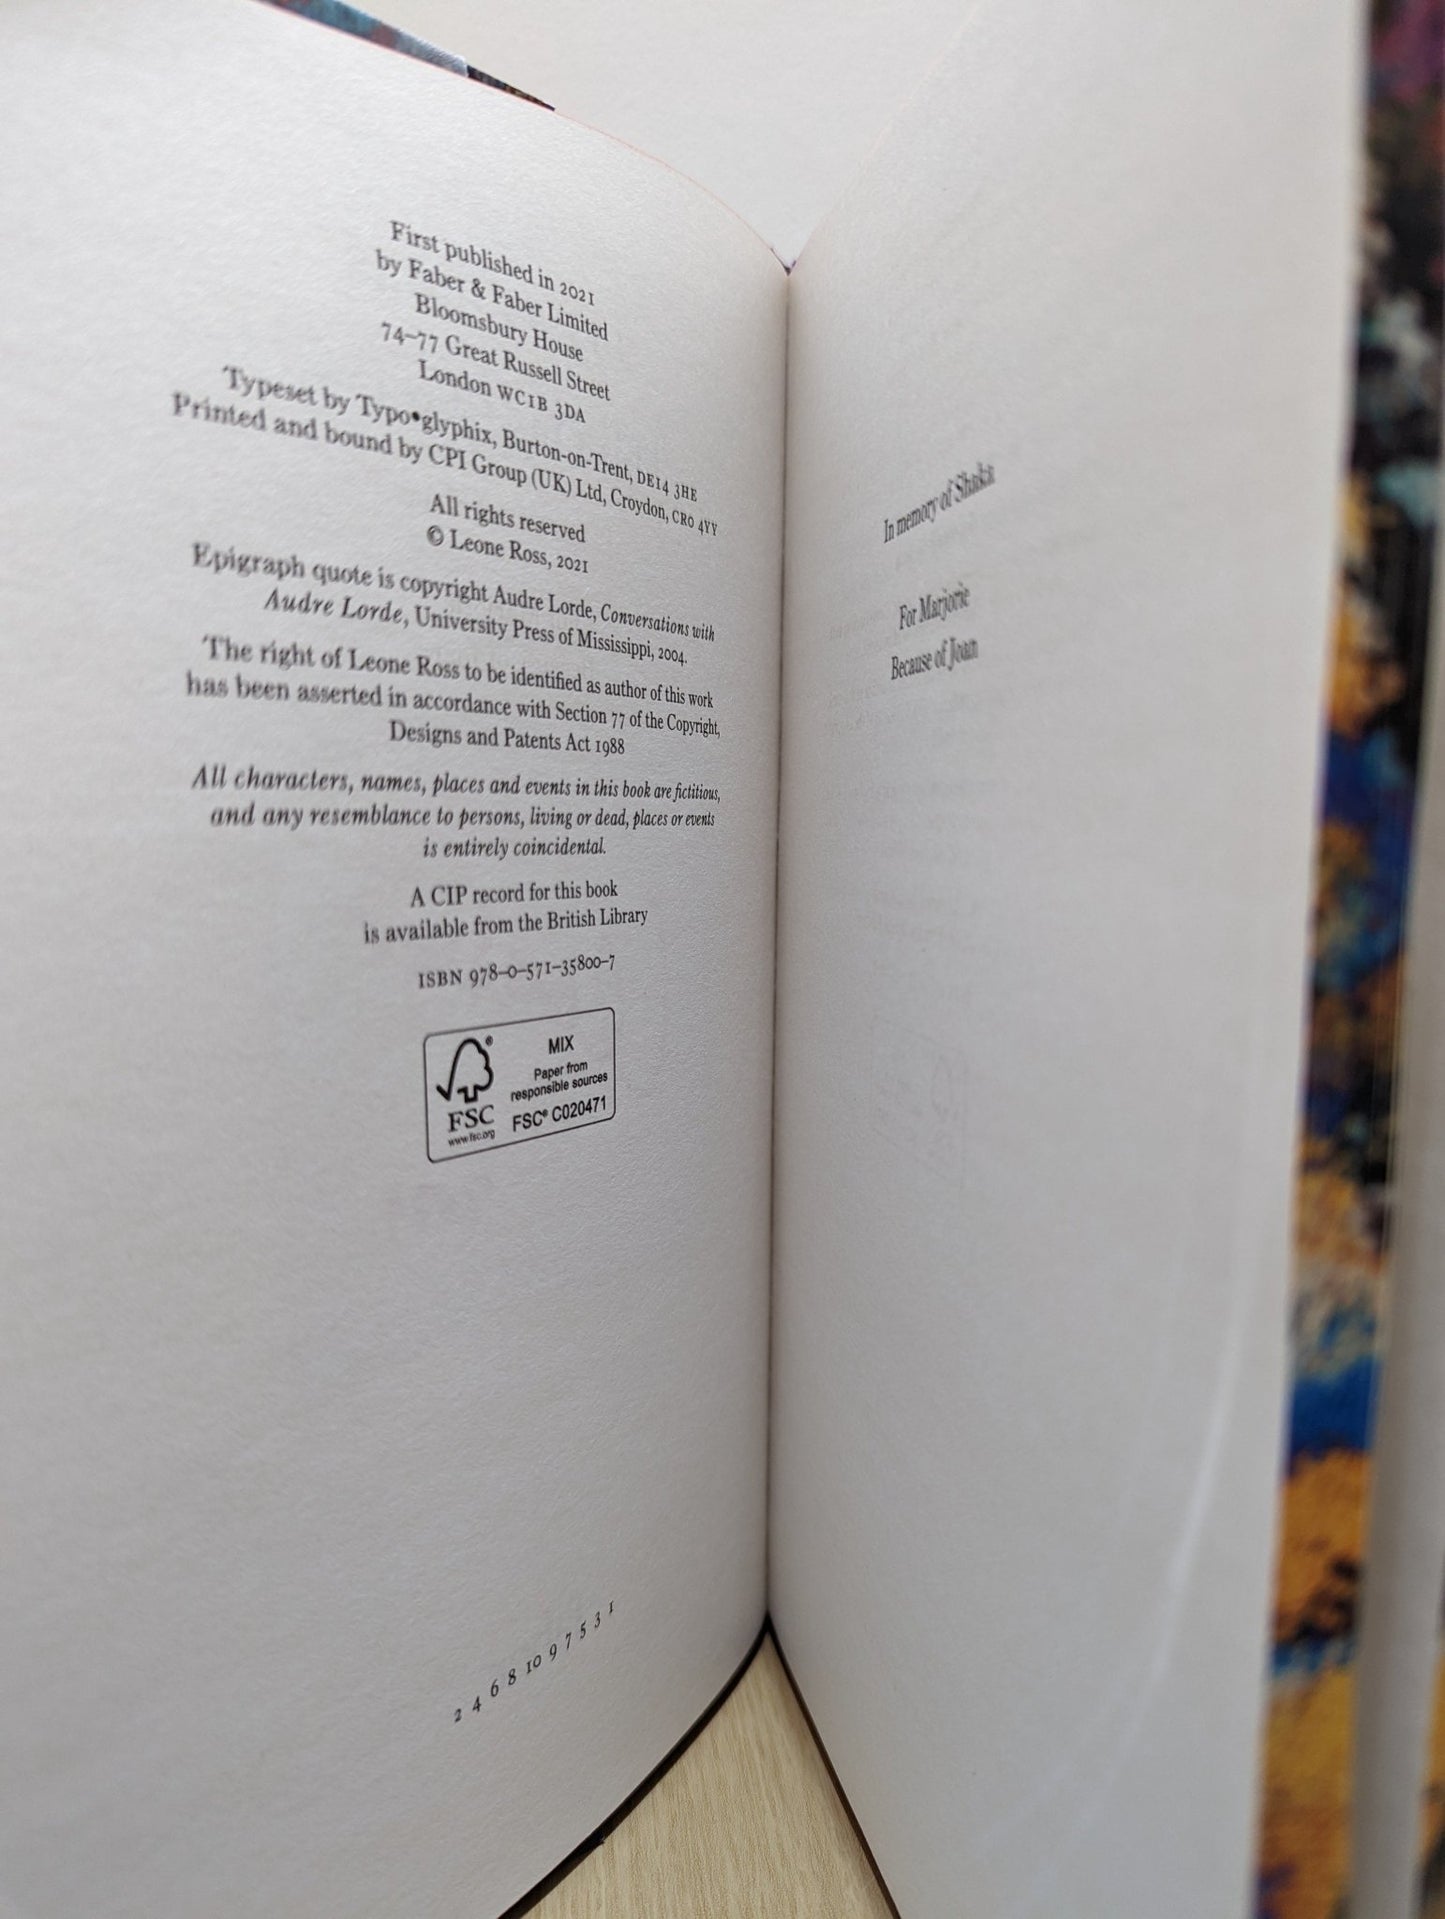 First published in 2021
by Faber & Faber Limited
Bloomsbury House
74–77 Great Russell Street
London WC1B 3DA
Typeset by Typo•glyphix, Burton-on-Trent, DE14 3HE
Printed and bound by CPI Group (UK) Ltd, Croydon, CR0 4YY
All rights reserved
© Leone Ross, 2021
Epigraph quote is copyright Audre Lorde, Conversations with
Audre Lorde, University Press of Mississippi, 2004.
The right of Leone Ross to be identified as author of this work
has been asserted in accordance with Section 77 of the Copyright,
Designs and Patents Act 1988
All characters, names, places and events in this book are fictitious,
and any resemblance to persons, living or dead, places or events
is entirely coincidental.
A CIP record for this book
is available from the British Library
ISBN 978–0–571–35800–7
MIX
Paper from
responsible sources
FSC® C020471
®
FSC
www.fsc.org
2 4 6 8 10 9 7 5 3 1
In memory of Shaka
For Marjorie
Because of Joan